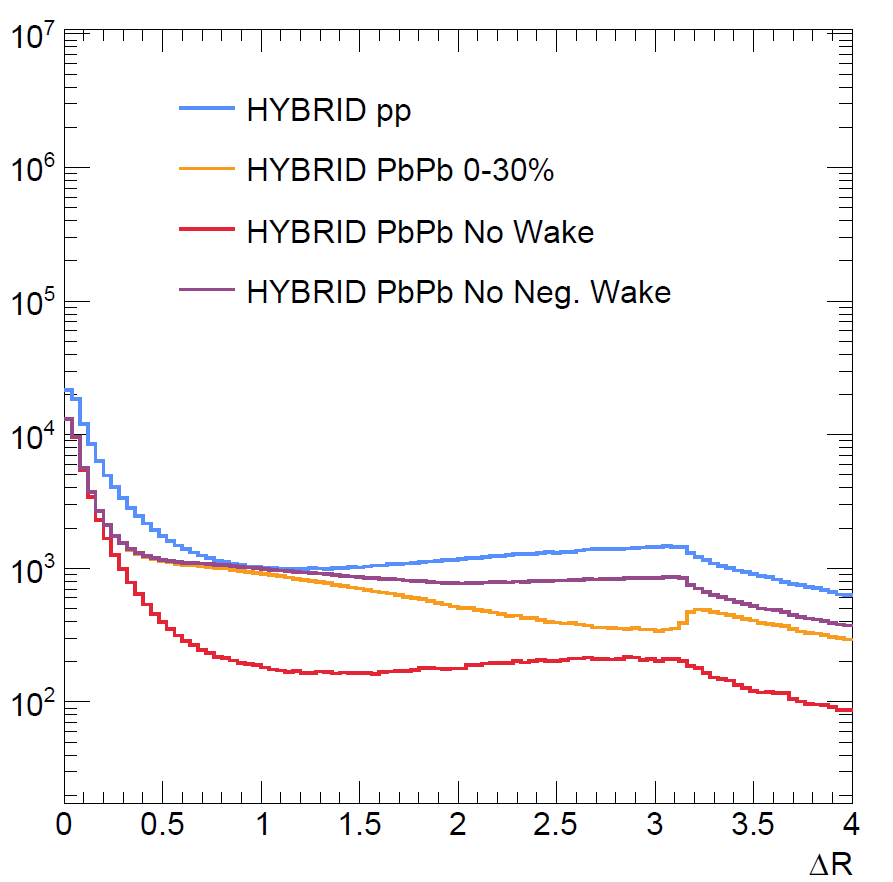 10^7
HYBRID pp
10^6
HYBRID PbPb 0-30%
HYBRID PbPb No Wake
HYBRID PbPb No Neg. Wake
10^5
10^4
10^3
10^2
0 0.5 1 1.5 2 2.5 3 3.5 4
ΔR